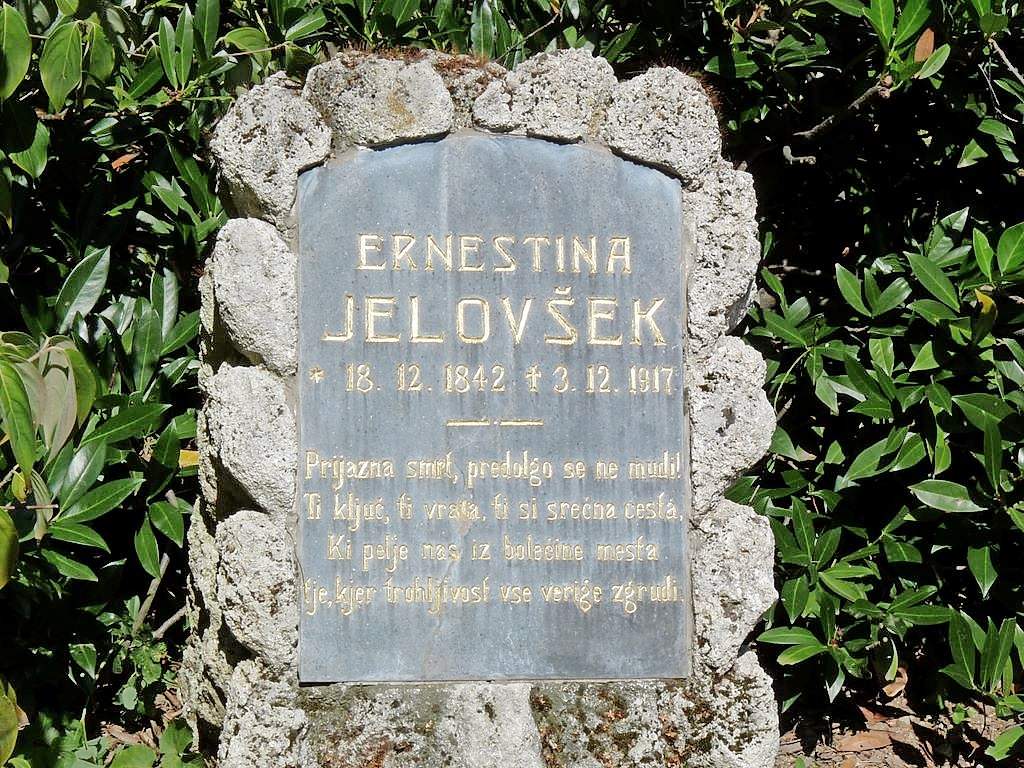 ERNESTINA
JELOVŠEK
* 18. 12. 1842 ✝ 3. 12. 1917
Prijazna smrt, predolgo se ne mudi!
Ti ključ, ti vrata, ti si srečna cesta,
Ki pelje nas iz bolečine mesta
tje, kjer trohljivost vse verige zgrudi.